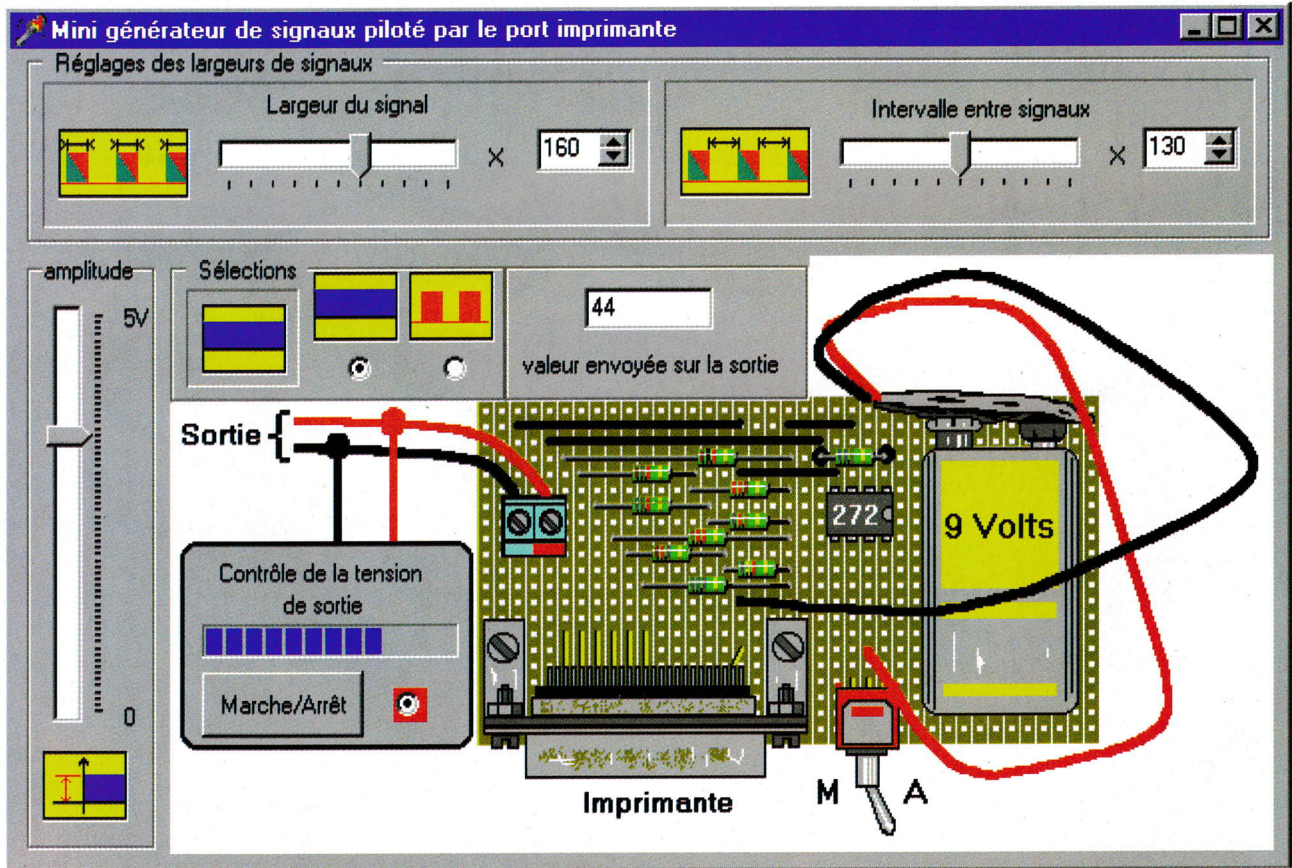 Mini générateur de signaux piloté par le port imprimante
Réglages des largeurs de signaux
Largeur du signal
X
160
Intervalle entre signaux
X
130
amplitude
5V
0
Sélections
44
valeur envoyée sur la sortie
Sortie
Contrôle de la tension
de sortie
Marche/Arrêt
272
9 Volts
Imprimante
M
A